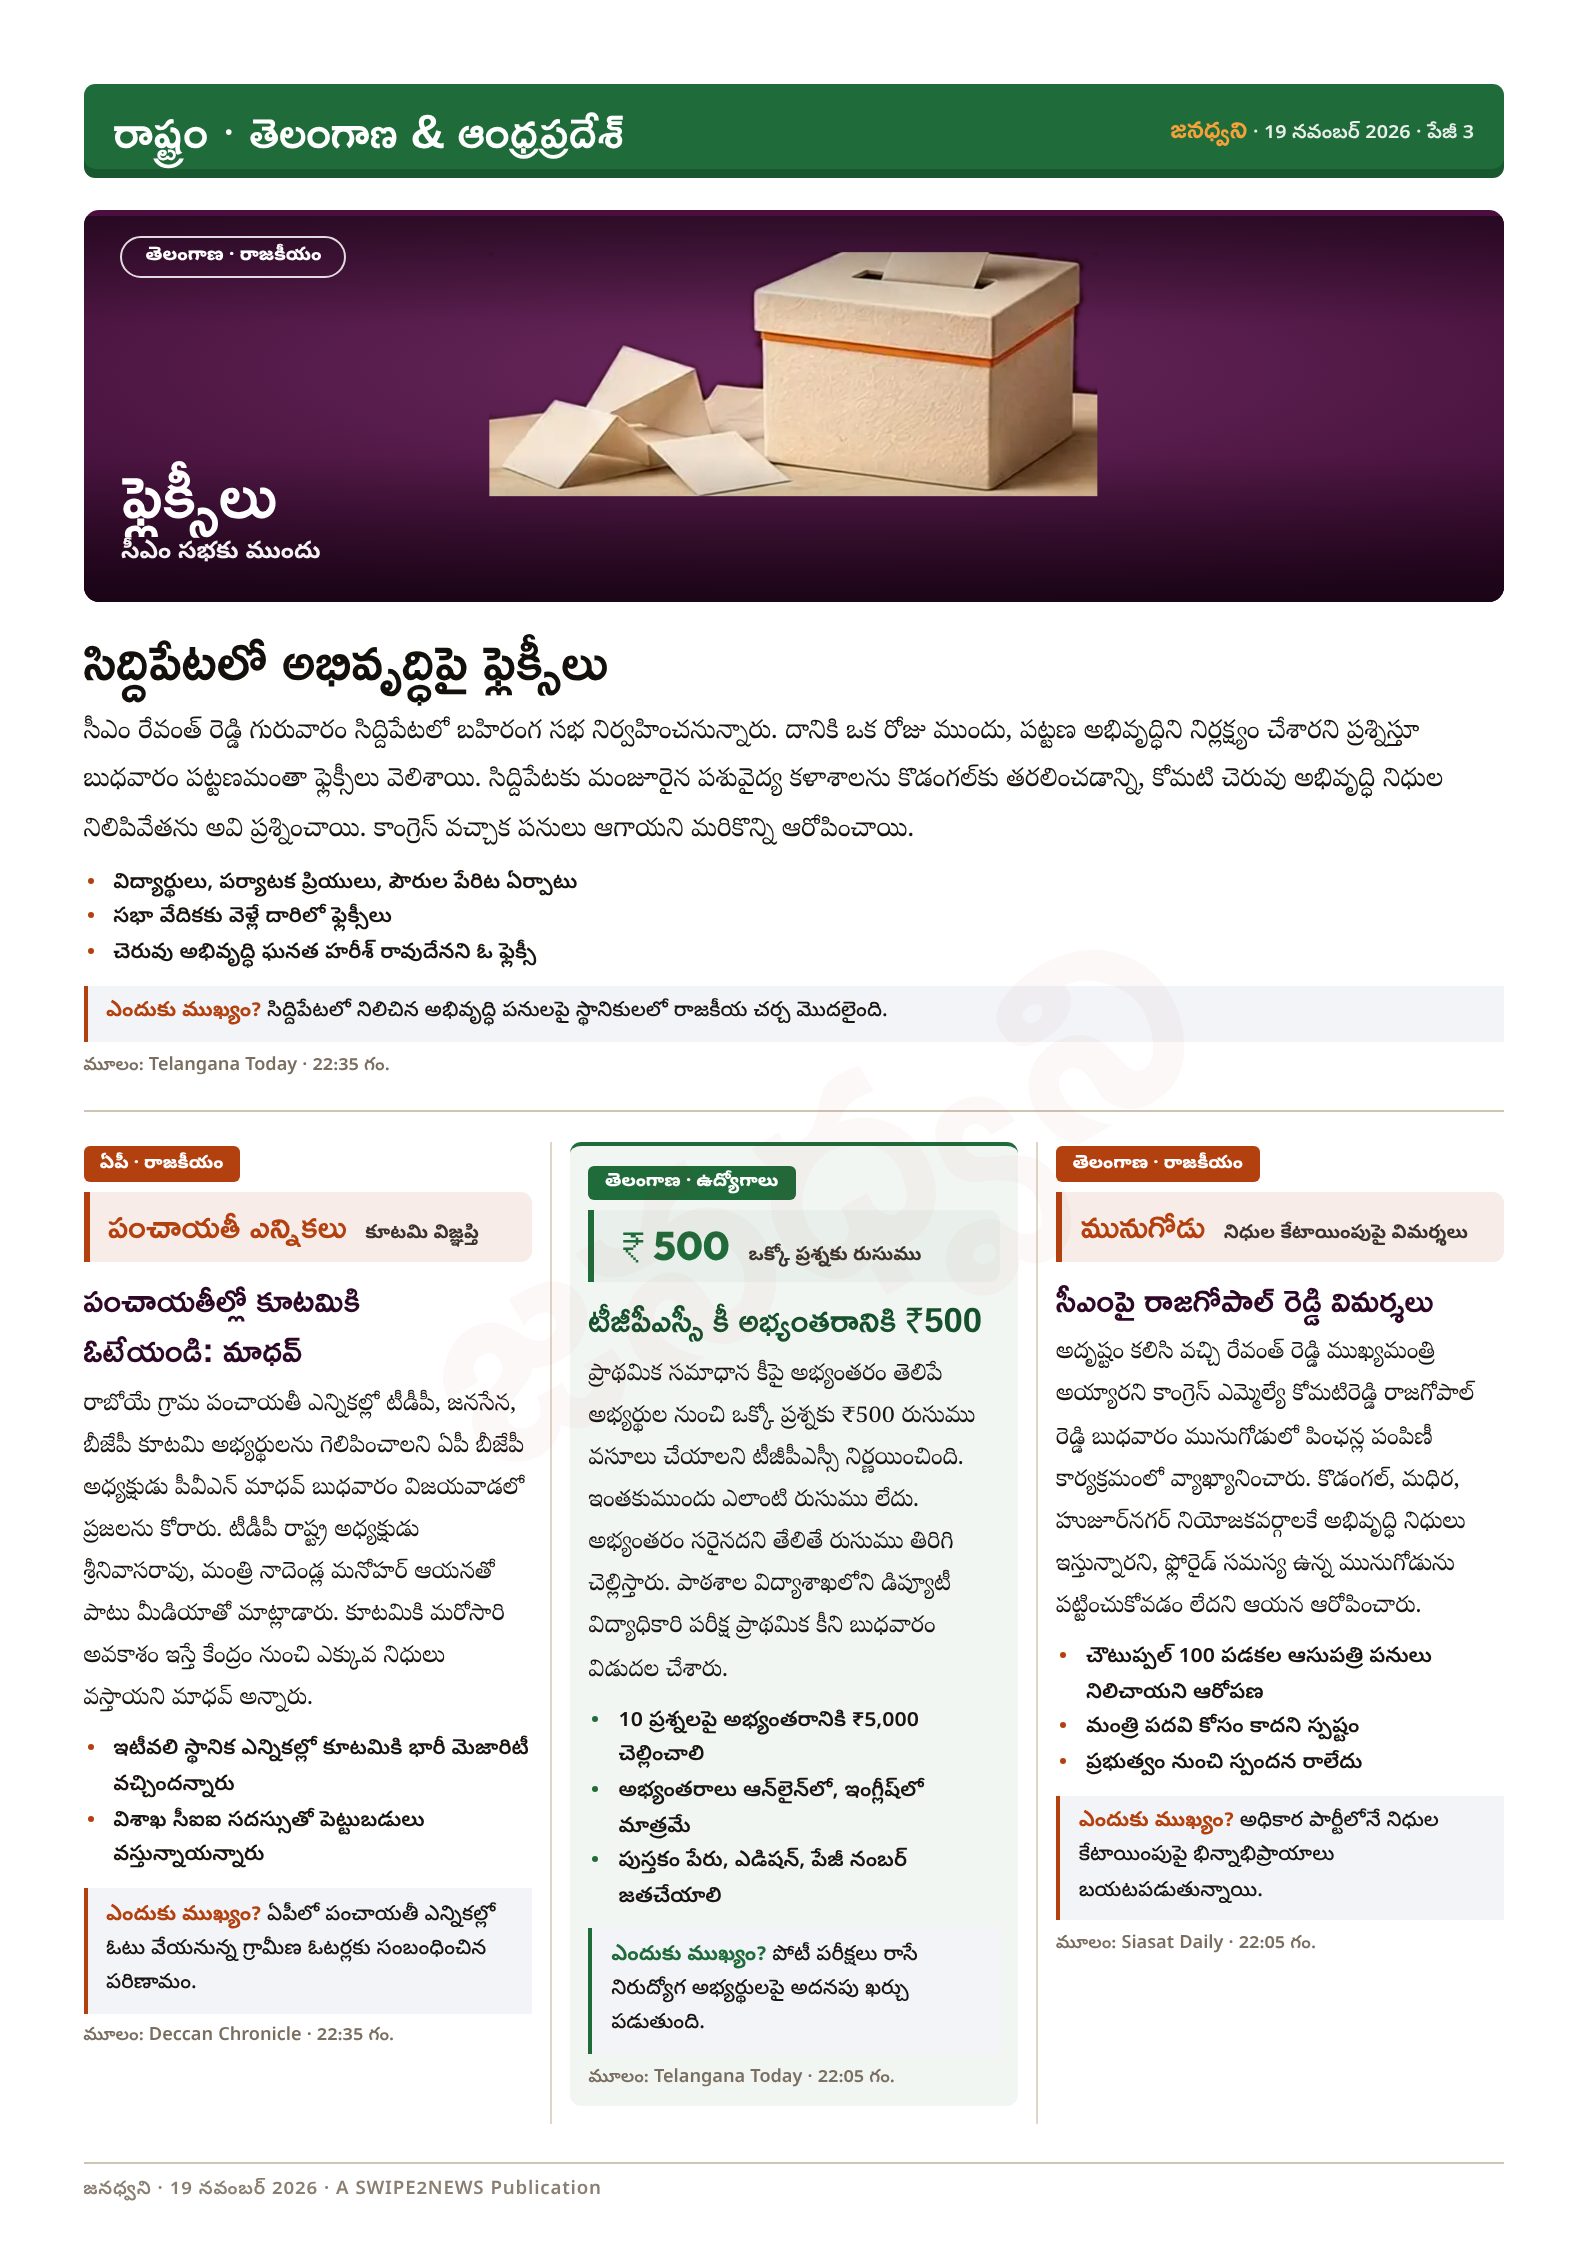 రాష్ట్రం · తెలంగాణ & ఆంధ్రప్రదేశ్
జనధ్వని · 19 నవంబర్ 2026 · పేజీ 3
తెలంగాణ · రాజకీయం
ఫ్లెక్సీలు
సీఎం సభకు ముందు
సిద్దిపేటలో అభివృద్ధిపై ఫ్లెక్సీలు
సీఎం రేవంత్ రెడ్డి గురువారం సిద్దిపేటలో బహిరంగ సభ నిర్వహించనున్నారు. దానికి ఒక రోజు ముందు, పట్టణ అభివృద్ధిని నిర్లక్ష్యం చేశారని ప్రశ్నిస్తూ
బుధవారం పట్టణమంతా ఫ్లెక్సీలు వెలిశాయి. సిద్దిపేటకు మంజూరైన పశువైద్య కళాశాలను కొడంగల్‌కు తరలించడాన్ని, కోమటి చెరువు అభివృద్ధి నిధుల
నిలిపివేతను అవి ప్రశ్నించాయి. కాంగ్రెస్ వచ్చాక పనులు ఆగాయని మరికొన్ని ఆరోపించాయి.
• విద్యార్థులు, పర్యాటక ప్రియులు, పౌరుల పేరిట ఏర్పాటు
• సభా వేదికకు వెళ్లే దారిలో ఫ్లెక్సీలు
• చెరువు అభివృద్ధి ఘనత హరీశ్ రావుదేనని ఓ ఫ్లెక్సీ
ఎందుకు ముఖ్యం? సిద్దిపేటలో నిలిచిన అభివృద్ధి పనులపై స్థానికులలో రాజకీయ చర్చ మొదలైంది.
మూలం: Telangana Today · 22:35 గం.
ఏపీ · రాజకీయం
పంచాయతీ ఎన్నికలు కూటమి విజ్ఞప్తి
పంచాయతీల్లో కూటమికి
ఓటేయండి: మాధవ్
రాబోయే గ్రామ పంచాయతీ ఎన్నికల్లో టీడీపీ, జనసేన,
బీజేపీ కూటమి అభ్యర్థులను గెలిపించాలని ఏపీ బీజేపీ
అధ్యక్షుడు పీవీఎన్ మాధవ్ బుధవారం విజయవాడలో
ప్రజలను కోరారు. టీడీపీ రాష్ట్ర అధ్యక్షుడు
శ్రీనివాసరావు, మంత్రి నాదెండ్ల మనోహర్ ఆయనతో
పాటు మీడియాతో మాట్లాడారు. కూటమికి మరోసారి
అవకాశం ఇస్తే కేంద్రం నుంచి ఎక్కువ నిధులు
వస్తాయని మాధవ్ అన్నారు.
• ఇటీవలి స్థానిక ఎన్నికల్లో కూటమికి భారీ మెజారిటీ
వచ్చిందన్నారు
• విశాఖ సీఐఐ సదస్సుతో పెట్టుబడులు
వస్తున్నాయన్నారు
ఎందుకు ముఖ్యం? ఏపీలో పంచాయతీ ఎన్నికల్లో
ఓటు వేయనున్న గ్రామీణ ఓటర్లకు సంబంధించిన
పరిణామం.
మూలం: Deccan Chronicle · 22:35 గం.
తెలంగాణ · ఉద్యోగాలు
₹ 500 ఒక్కో ప్రశ్నకు రుసుము
టీజీపీఎస్సీ కీ అభ్యంతరానికి ₹500
ప్రాథమిక సమాధాన కీపై అభ్యంతరం తెలిపే
అభ్యర్థుల నుంచి ఒక్కో ప్రశ్నకు ₹500 రుసుము
వసూలు చేయాలని టీజీపీఎస్సీ నిర్ణయించింది.
ఇంతకుముందు ఎలాంటి రుసుము లేదు.
అభ్యంతరం సరైనదని తేలితే రుసుము తిరిగి
చెల్లిస్తారు. పాఠశాల విద్యాశాఖలోని డిప్యూటీ
విద్యాధికారి పరీక్ష ప్రాథమిక కీని బుధవారం
విడుదల చేశారు.
• 10 ప్రశ్నలపై అభ్యంతరానికి ₹5,000
చెల్లించాలి
• అభ్యంతరాలు ఆన్‌లైన్‌లో, ఇంగ్లీష్‌లో
మాత్రమే
• పుస్తకం పేరు, ఎడిషన్, పేజీ నంబర్
జతచేయాలి
ఎందుకు ముఖ్యం? పోటీ పరీక్షలు రాసే
నిరుద్యోగ అభ్యర్థులపై అదనపు ఖర్చు
పడుతుంది.
మూలం: Telangana Today · 22:05 గం.
తెలంగాణ · రాజకీయం
మునుగోడు నిధుల కేటాయింపుపై విమర్శలు
సీఎంపై రాజగోపాల్ రెడ్డి విమర్శలు
అదృష్టం కలిసి వచ్చి రేవంత్ రెడ్డి ముఖ్యమంత్రి
అయ్యారని కాంగ్రెస్ ఎమ్మెల్యే కోమటిరెడ్డి రాజగోపాల్
రెడ్డి బుధవారం మునుగోడులో పింఛన్ల పంపిణీ
కార్యక్రమంలో వ్యాఖ్యానించారు. కొడంగల్, మధిర,
హుజూర్‌నగర్ నియోజకవర్గాలకే అభివృద్ధి నిధులు
ఇస్తున్నారని, ఫ్లోరైడ్ సమస్య ఉన్న మునుగోడును
పట్టించుకోవడం లేదని ఆయన ఆరోపించారు.
• చౌటుప్పల్ 100 పడకల ఆసుపత్రి పనులు
నిలిచాయని ఆరోపణ
• మంత్రి పదవి కోసం కాదని స్పష్టం
• ప్రభుత్వం నుంచి స్పందన రాలేదు
ఎందుకు ముఖ్యం? అధికార పార్టీలోనే నిధుల
కేటాయింపుపై భిన్నాభిప్రాయాలు
బయటపడుతున్నాయి.
మూలం: Siasat Daily · 22:05 గం.
జనధ్వని
జనధ్వని · 19 నవంబర్ 2026 · A SWIPE2NEWS Publication